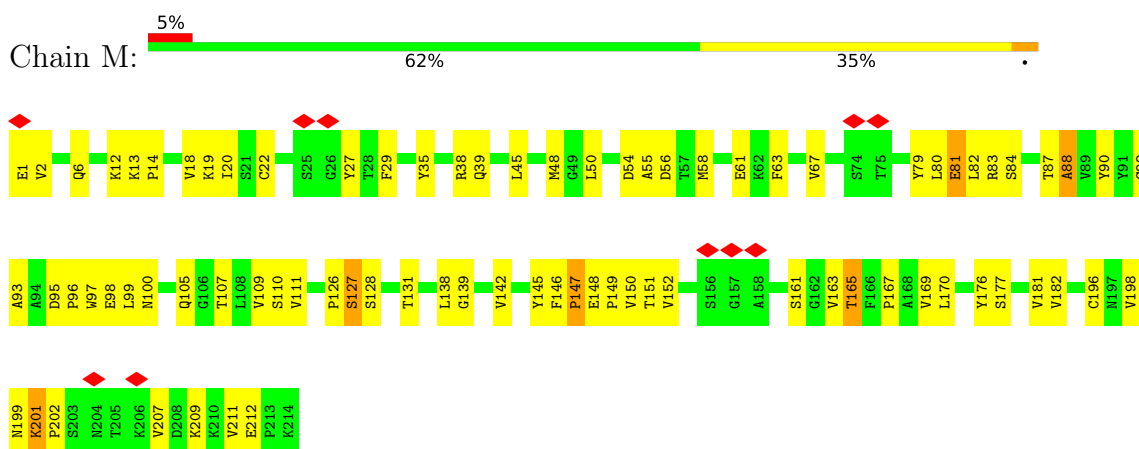 5%
Chain M:
62% 35% •
E1 V2 Q6 K12 K13 P14 V18 K19 I20 S21 C22 S25 G26 Y27 T28 F29 Y35 R38 Q39 L45 M48 G49 L50 D54 A55 D56 T57 M58 E61 K62 F63 V67 S74 T75 Y79 L80 E81 L82 R83 S84 T87 A88 V89 Y90 Y91
A93 A94 D95 P96 W97 E98 L99 N100 Q105 G106 T107 L108 V109 S110 V111 P126 S127 S128 T131 L138 G139 V142 Y145 F146 P147 E148 P149 V150 T151 V152 S156 G157 A158 S161 G162 V163 T165 F166 P167 A168 V169 L170 Y176 S177 V181 V182 C196 N197 V198
N199 K201 P202 S203 N204 T205 K206 V207 D208 K209 K210 V211 E212 P213 K214